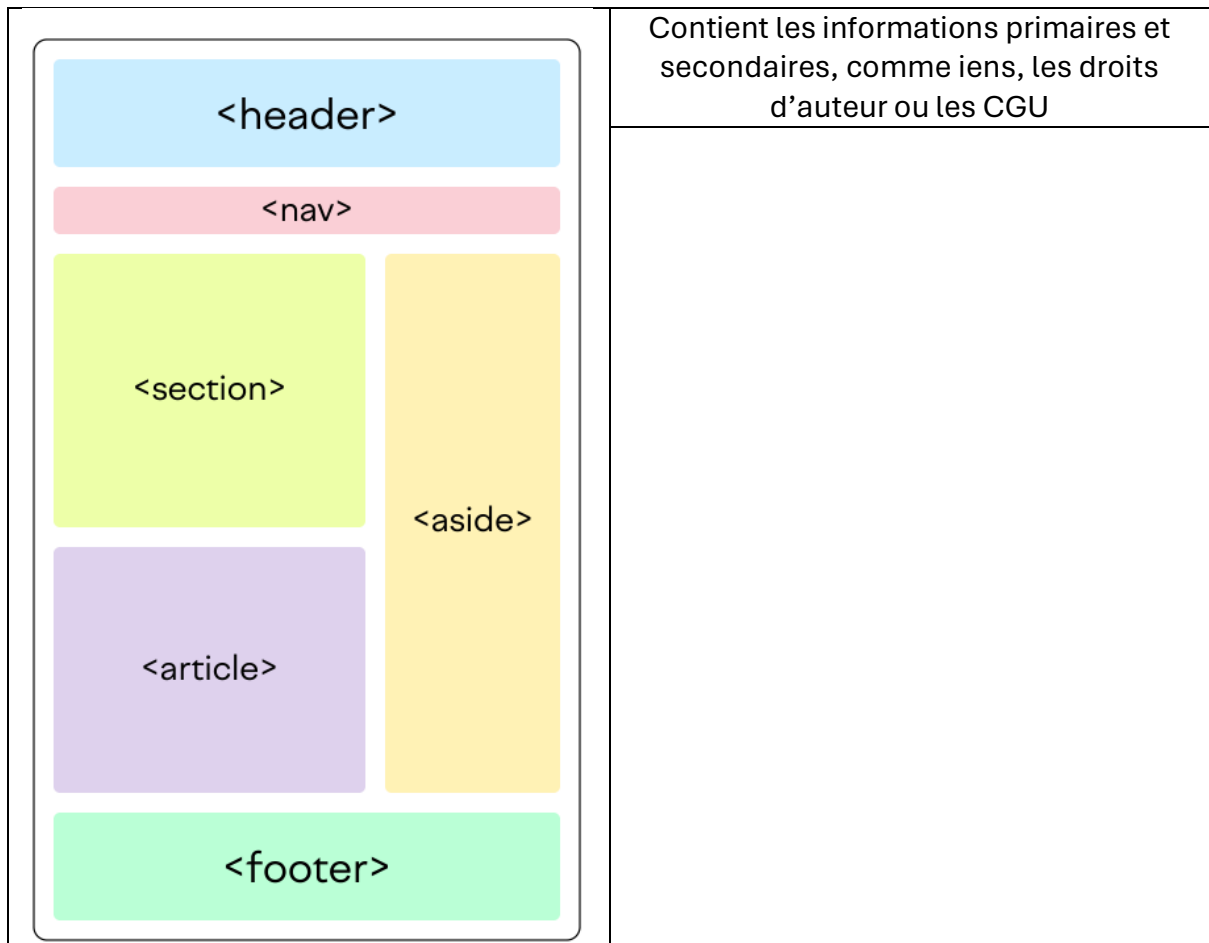 <header>
<nav>
<section>
<aside>
<article>
<footer>
Contient les informations primaires et
secondaires, comme iens, les droits
d’auteur ou les CGU